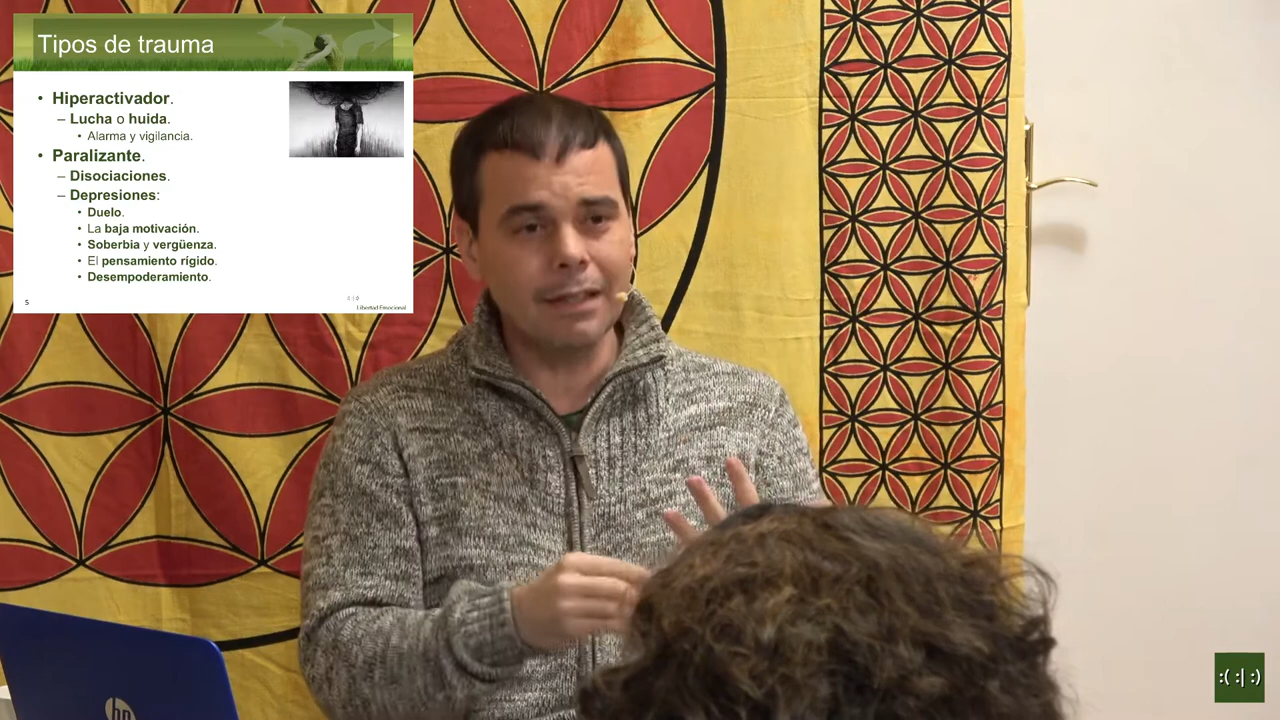 Tipos de trauma
• Hiperactivador.
– Lucha o huida.
• Alarma y vigilancia.
• Paralizante.
– Disociaciones.
– Depresiones:
• Duelo.
• La baja motivación.
• Soberbia y vergüenza.
• El pensamiento rígido.
• Desempoderamiento.
5
Libertad Emocional
hp
:( :| :)